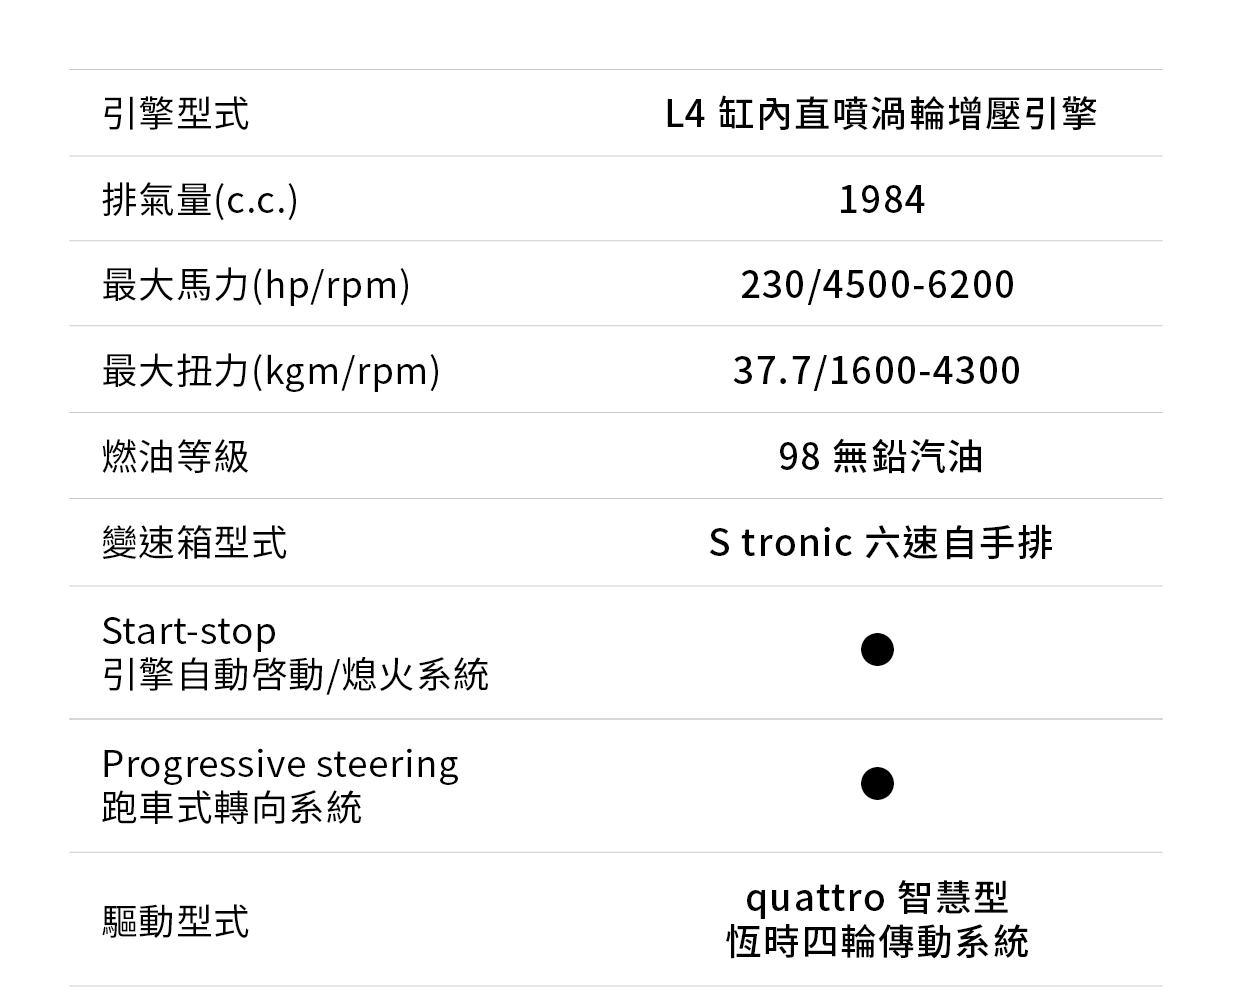 引擎型式
L4 缸內直噴渦輪增壓引擎
排氣量(c.c.)
1984
最大馬力(hp/rpm)
230/4500-6200
最大扭力(kgm/rpm)
37.7/1600-4300
燃油等級
98 無鉛汽油
變速箱型式
S tronic 六速自手排
Start-stop
引擎自動啓動/熄火系統
Progressive steering
跑車式轉向系統
驅動型式
quattro 智慧型
恆時四輪傳動系統